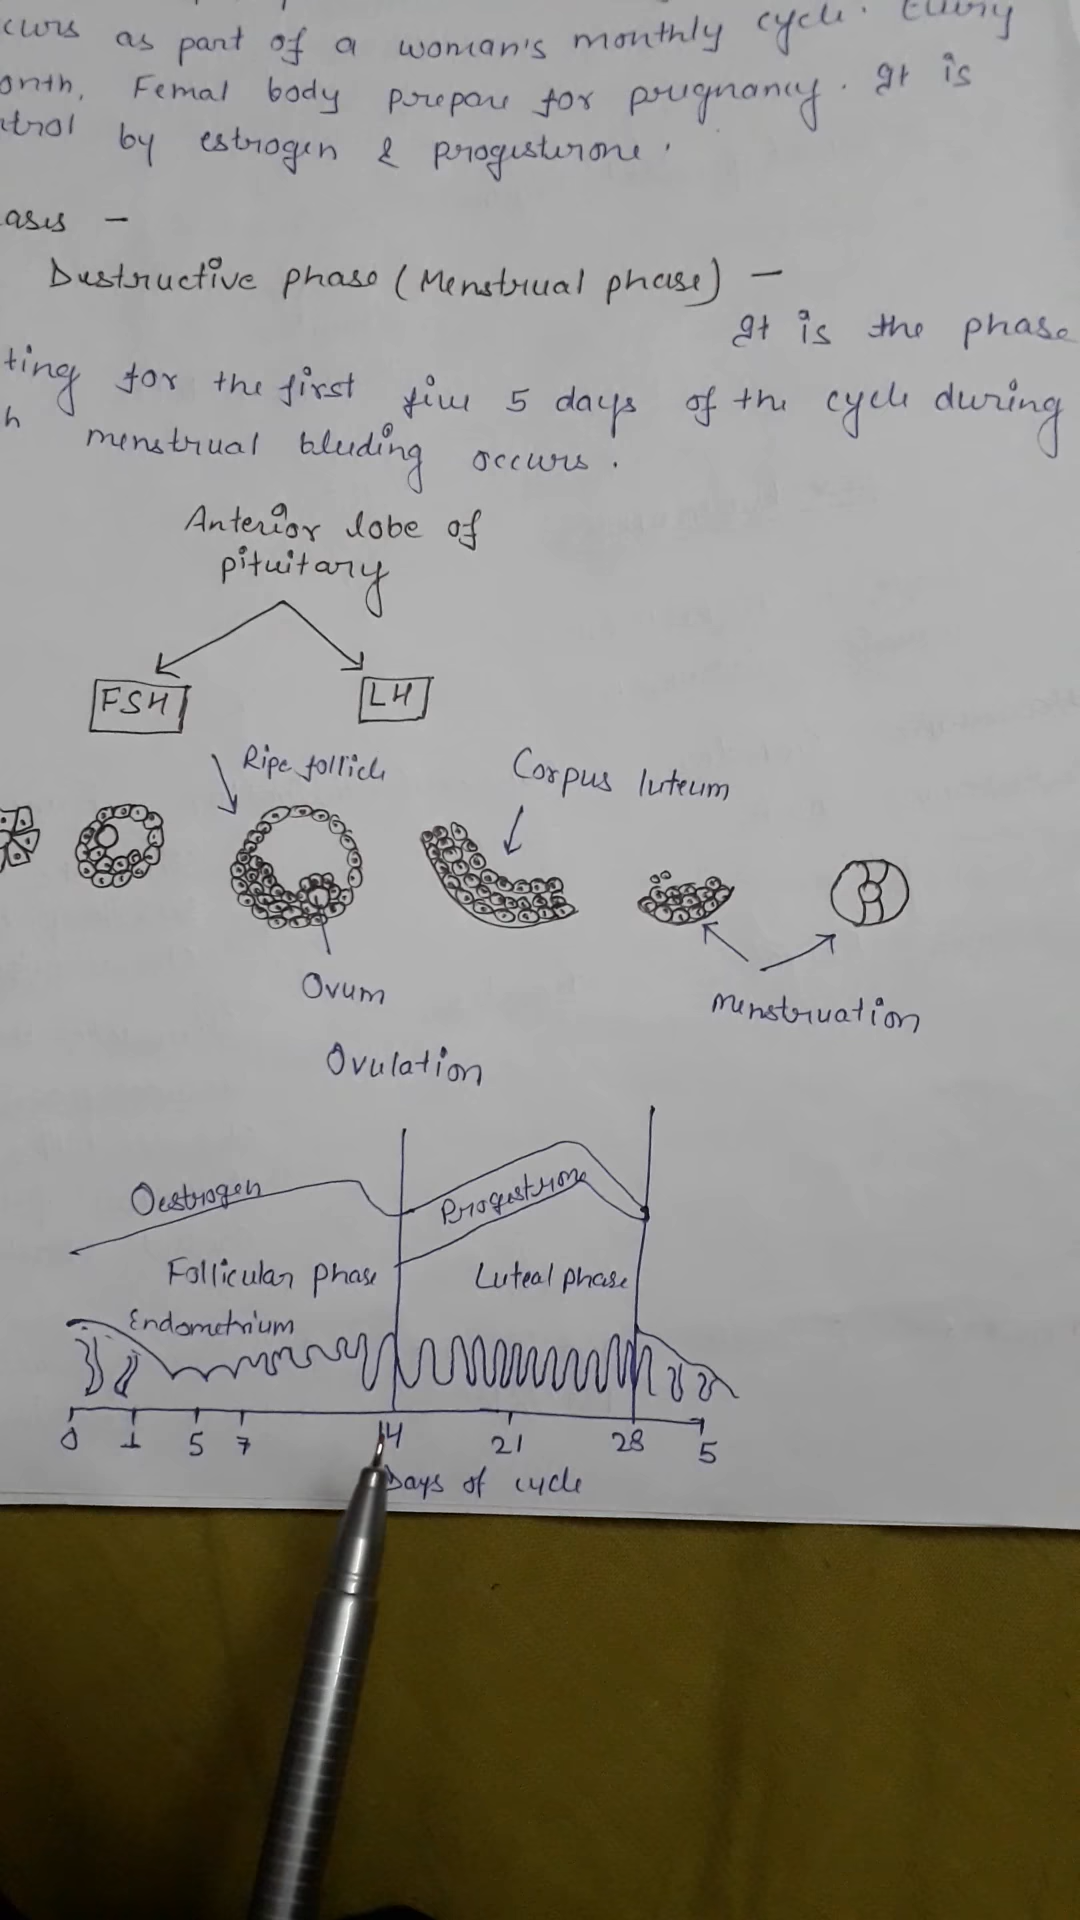 curs as part of a woman's monthly cycle. Every
onth, Femal body prepare for pregnancy. It is
trol by estrogen & progesterone.
ases -
Destructive phase (Menstrual phase) -
It is the phase
ting for the first five 5 days of the cycle during
h menstrual bleeding occurs.
Anterior lobe of
pituitary
FSH LH
Ripe follicle Corpus luteum
Ovum
menstruation
Ovulation
Oestrogen Progestrone
Follicular phase Luteal phase
Endometrium
0 1 5 7 14 21 28 5
Days of cycle